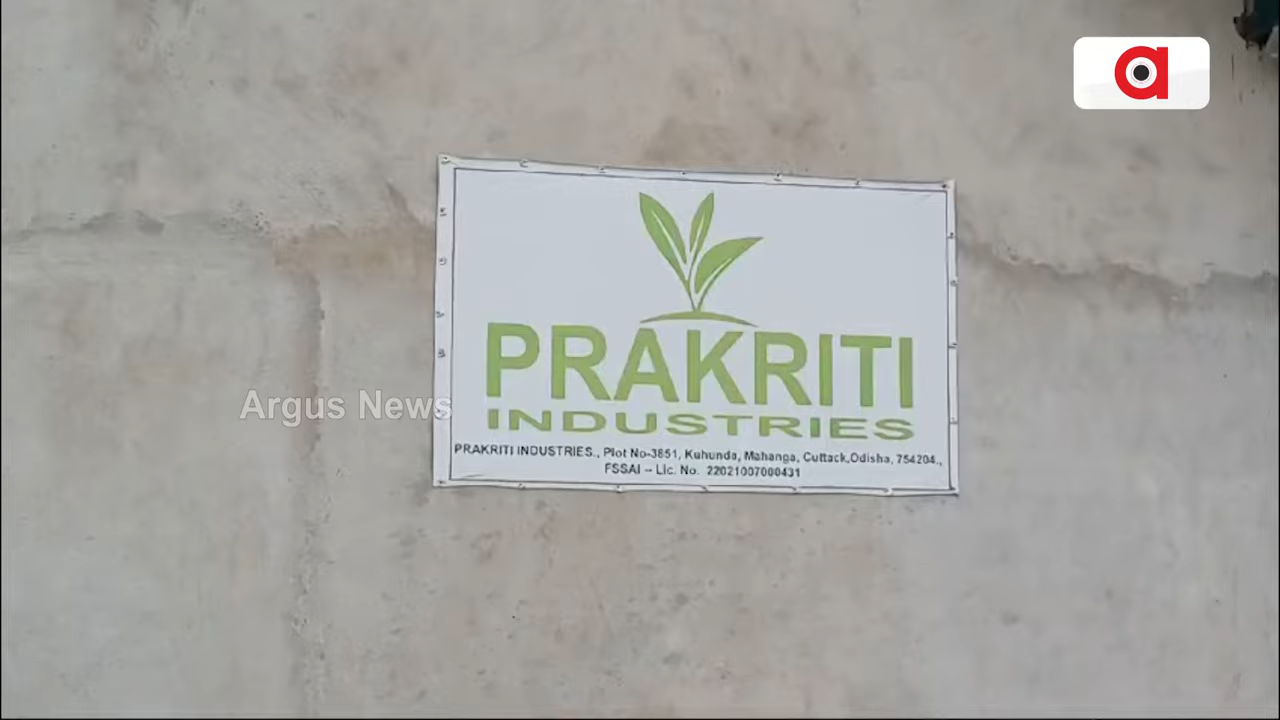 PRAKRITI
INDUSTRIES
PRAKRITI INDUSTRIES., Plot No-3851, Kuhunda, Mahanga, Cuttack,Odisha, 754204.,
FSSAI – Lic. No. 22021007000431
Argus News